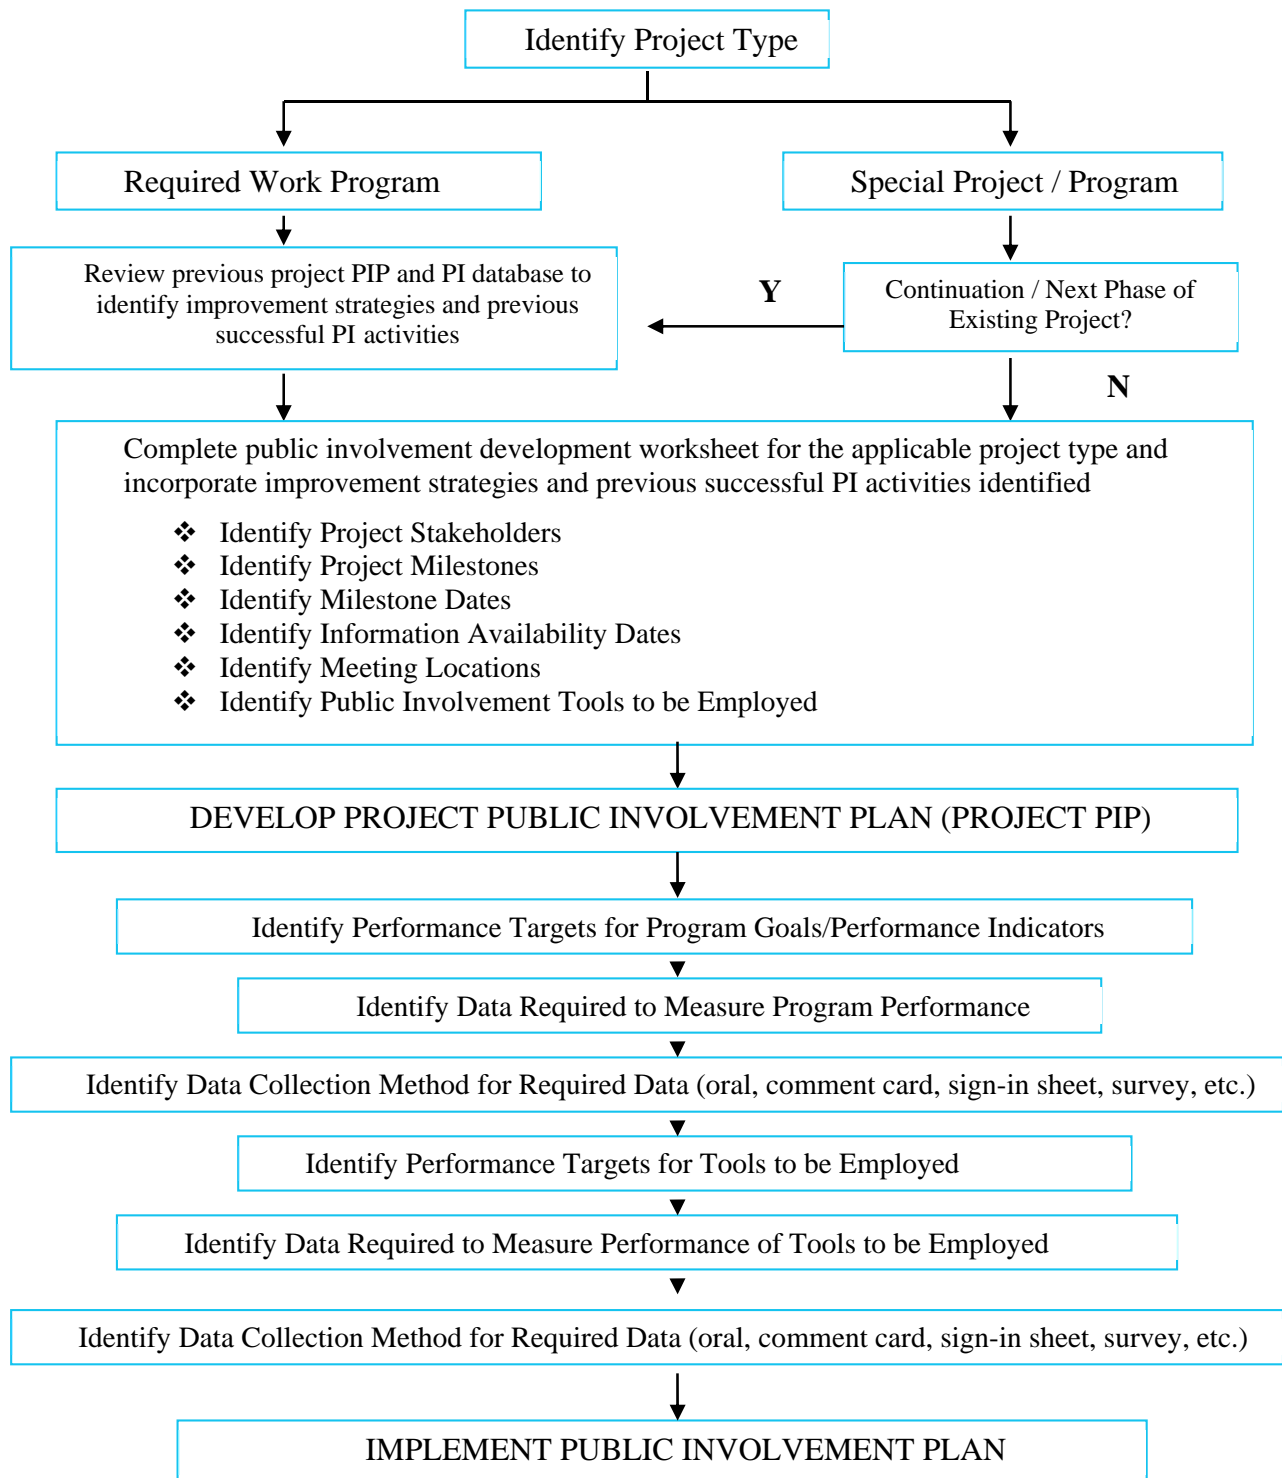 Identify Project Type
Required Work Program
Special Project / Program
Review previous project PIP and PI database to
identify improvement strategies and previous
successful PI activities
Y
Continuation / Next Phase of
Existing Project?
N
Complete public involvement development worksheet for the applicable project type and
incorporate improvement strategies and previous successful PI activities identified
❖ Identify Project Stakeholders
❖ Identify Project Milestones
❖ Identify Milestone Dates
❖ Identify Information Availability Dates
❖ Identify Meeting Locations
❖ Identify Public Involvement Tools to be Employed
DEVELOP PROJECT PUBLIC INVOLVEMENT PLAN (PROJECT PIP)
Identify Performance Targets for Program Goals/Performance Indicators
Identify Data Required to Measure Program Performance
Identify Data Collection Method for Required Data (oral, comment card, sign-in sheet, survey, etc.)
Identify Performance Targets for Tools to be Employed
Identify Data Required to Measure Performance of Tools to be Employed
Identify Data Collection Method for Required Data (oral, comment card, sign-in sheet, survey, etc.)
IMPLEMENT PUBLIC INVOLVEMENT PLAN